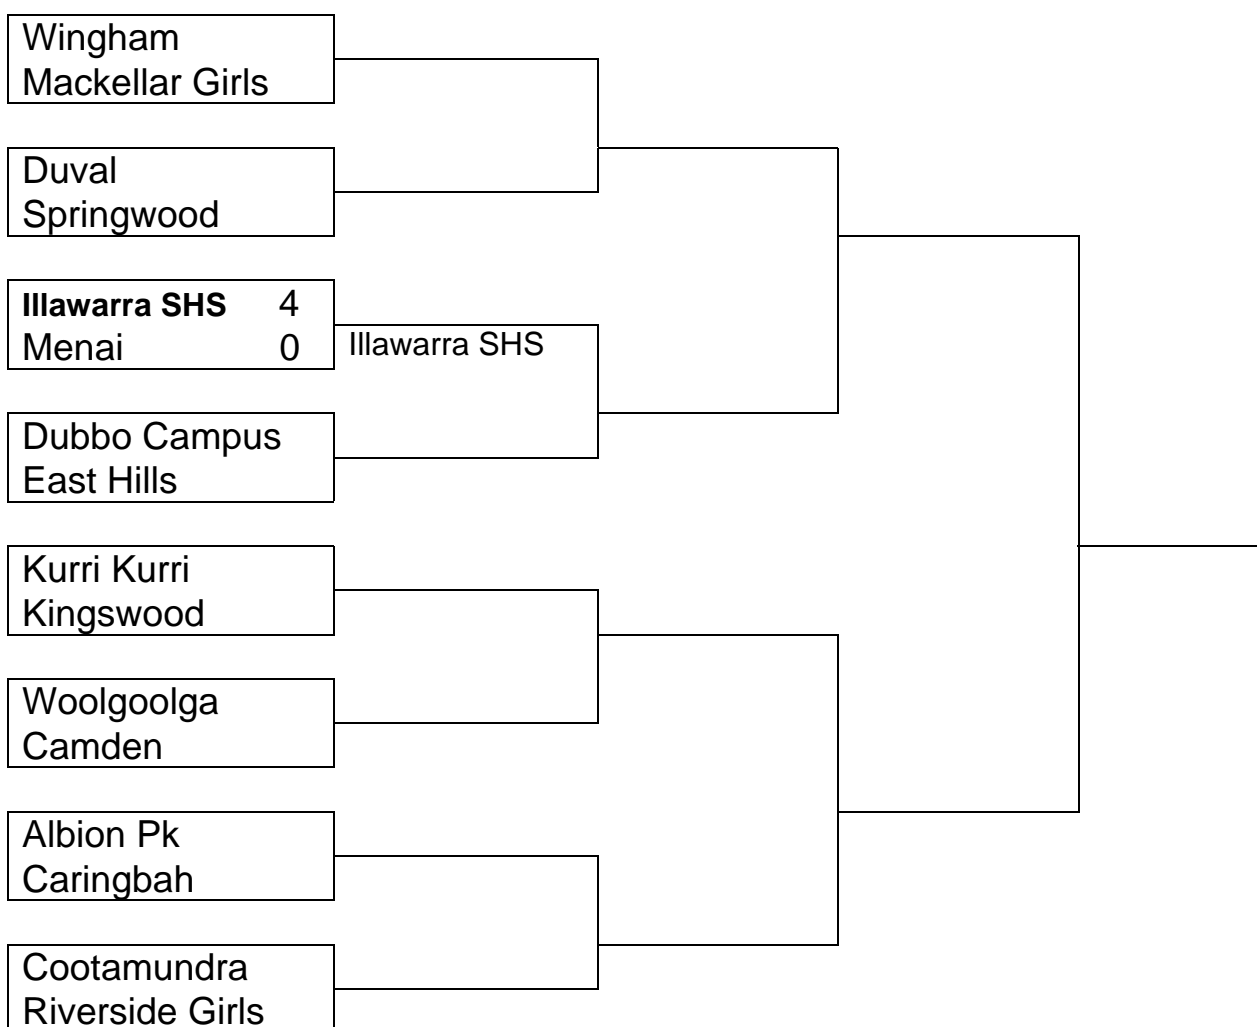 Wingham
Mackellar Girls
Duval
Springwood
Illawarra SHS 4
Menai 0
Illawarra SHS
Dubbo Campus
East Hills
Kurri Kurri
Kingswood
Woolgoolga
Camden
Albion Pk
Caringbah
Cootamundra
Riverside Girls